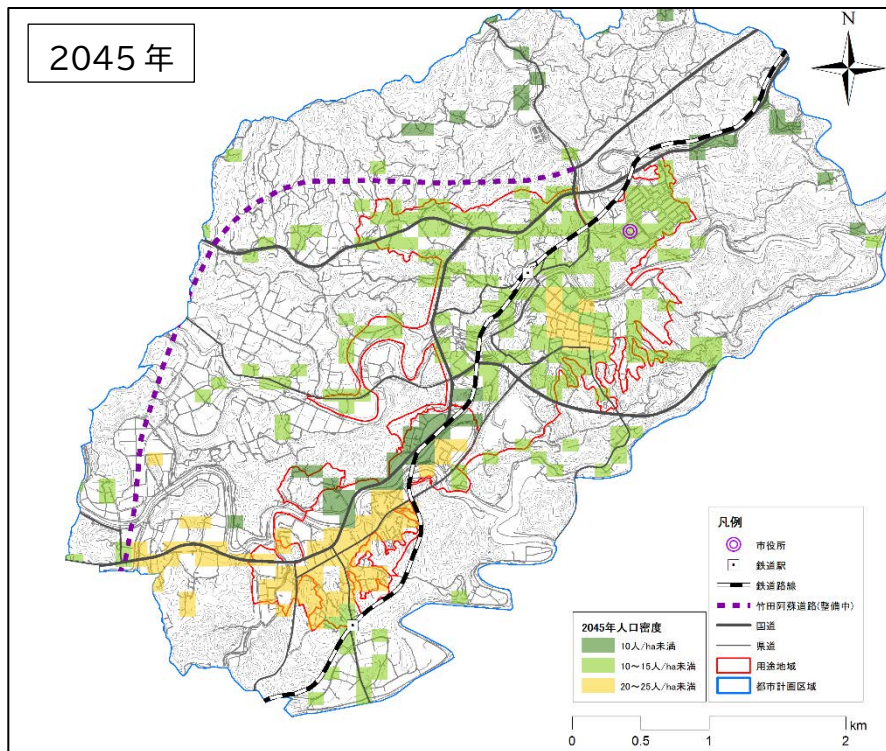 2045年
N
凡例
市役所
鉄道駅
鉄道路線
竹田阿蘇道路(整備中)
国道
県道
用途地域
都市計画区域
2045年人口密度
10人/ha未満
10~15人/ha未満
20~25人/ha未満
km
0 0.5 1 2